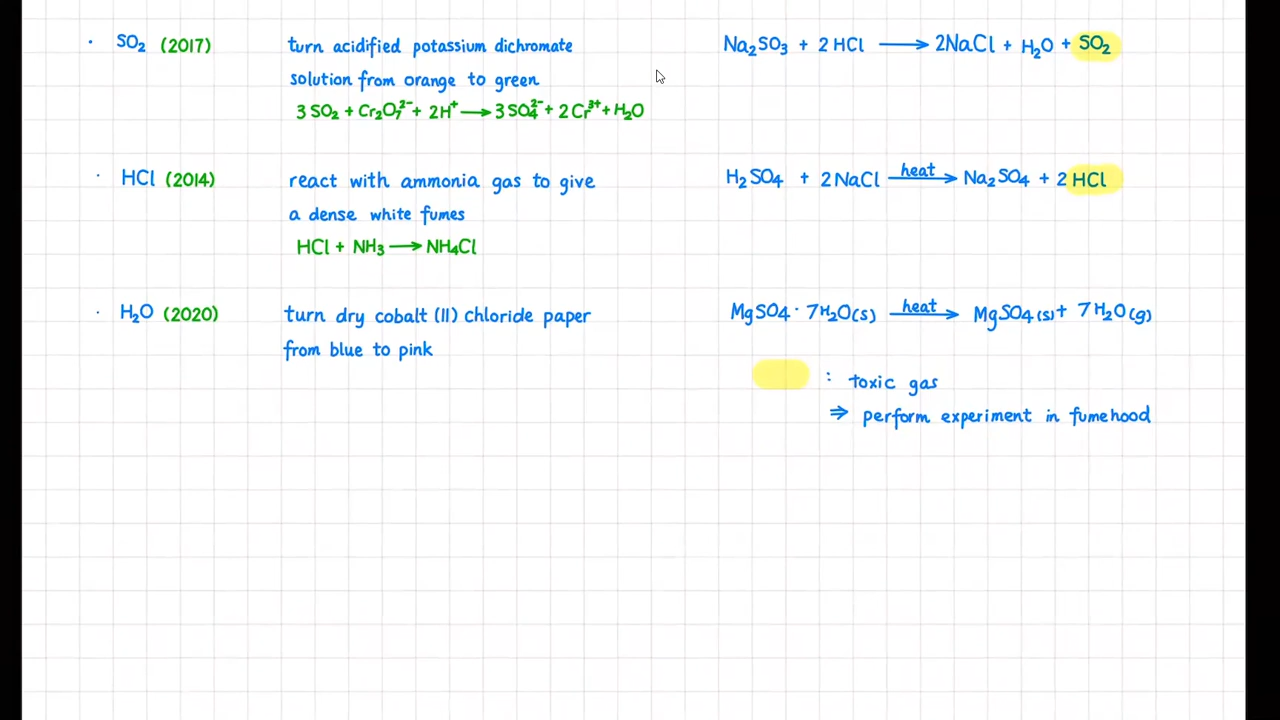 · SO₂ (2017) turn acidified potassium dichromate Na₂SO₃ + 2 HCl ⟶ 2NaCl + H₂O + SO₂
solution from orange to green
3 SO₂ + Cr₂O₇²⁻ + 2H⁺ ⟶ 3 SO₄²⁻ + 2 Cr³⁺ + H₂O
· HCl (2014) react with ammonia gas to give H₂SO₄ + 2 NaCl heat ⟶ Na₂SO₄ + 2 HCl
a dense white fumes
HCl + NH₃ ⟶ NH₄Cl
· H₂O (2020) turn dry cobalt (II) chloride paper MgSO₄ · 7H₂O(s) heat ⟶ MgSO₄(s) + 7 H₂O(g)
from blue to pink
: toxic gas
⇒ perform experiment in fumehood